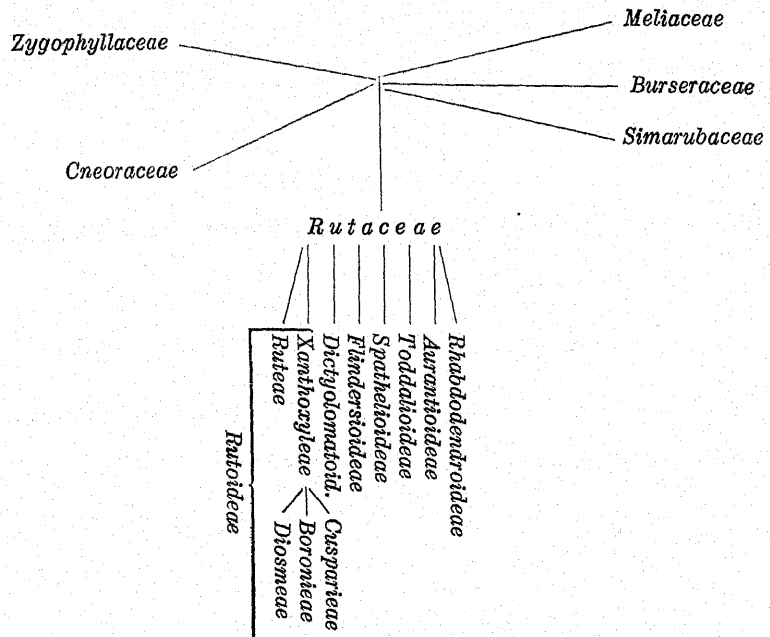 Meliaceae
Zygophyllaceae
Burseraceae
Simarubaceae
Cneoraceae
Rutaceae
Ruteae
Xanthoxyleae
Dictyolomatoid.
Flindersioideae
Spathelioideae
Toddalioideae
Aurantioideae
Rhabdodendroideae
Rutoideae
Diosmeae
Boronieae
Cusparieae